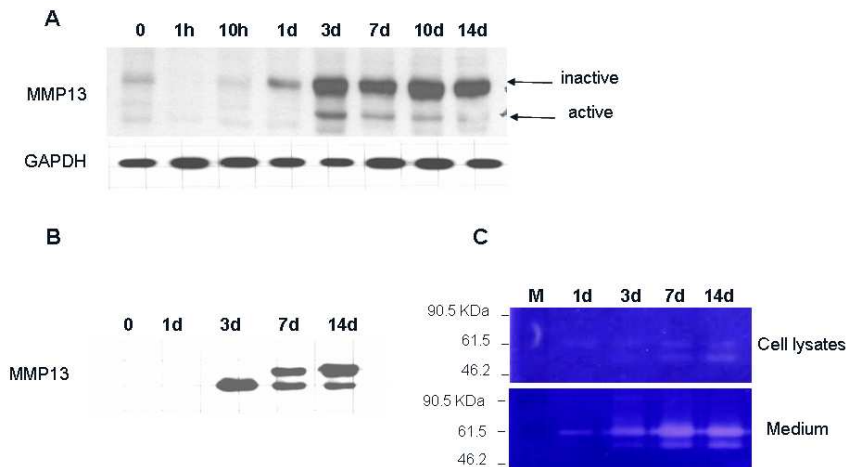 A
0 1h 10h 1d 3d 7d 10d 14d
MMP13
inactive
active
GAPDH
B
0 1d 3d 7d 14d
MMP13
C
M 1d 3d 7d 14d
90.5 KDa
61.5
46.2
Cell lysates
90.5 KDa
61.5
46.2
Medium